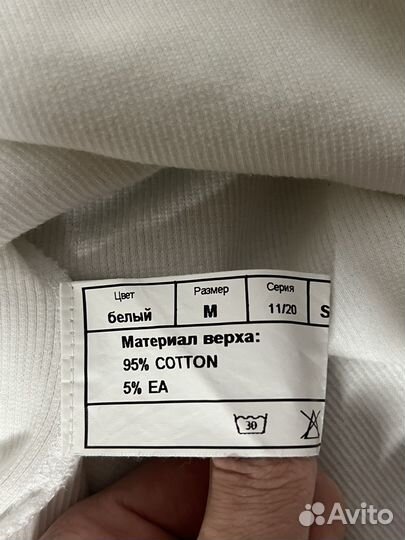 Цвет Размер Серия
белый M 11/20 S
Материал верха:
95% COTTON
5% EA
30
Avito